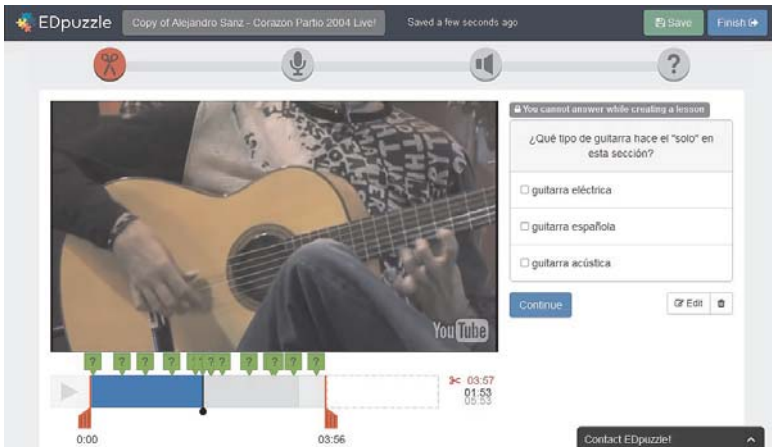 EDpuzzle
Copy of Alejandro Sanz - Corazon Partio 2004 Live!
Saved a few seconds ago
Save
Finish
?
You cannot answer while creating a lesson
¿Qué tipo de guitarra hace el "solo" en
esta sección?
guitarra eléctrica
guitarra española
guitarra acústica
Continue
Edit
YouTube
? ? ? ? ? ? ? ? ? ? ?
03:57
01:53
05:53
0:00
03:56
Contact EDpuzzle!